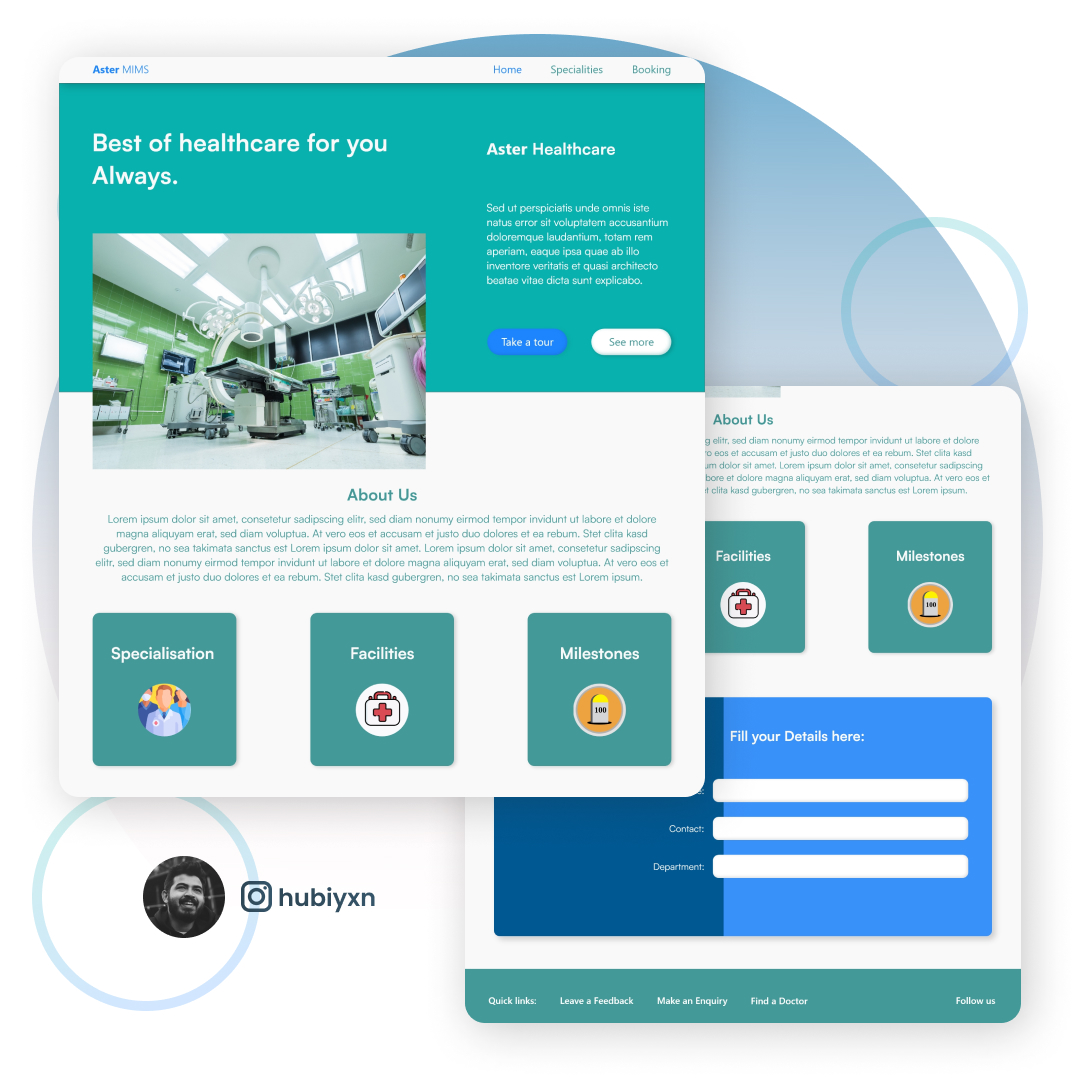 Aster MIMS
Home
Specialities
Booking
Best of healthcare for you
Always.
Aster Healthcare
Sed ut perspiciatis unde omnis iste
natus error sit voluptatem accusantium
doloremque laudantium, totam rem
aperiam, eaque ipsa quae ab illo
inventore veritatis et quasi architecto
beatae vitae dicta sunt explicabo.
Take a tour
See more
About Us
Lorem ipsum dolor sit amet, consetetur sadipscing elitr, sed diam nonumy eirmod tempor invidunt ut labore et dolore
magna aliquyam erat, sed diam voluptua. At vero eos et accusam et justo duo dolores et ea rebum. Stet clita kasd
gubergren, no sea takimata sanctus est Lorem ipsum dolor sit amet. Lorem ipsum dolor sit amet, consetetur sadipscing
elitr, sed diam nonumy eirmod tempor invidunt ut labore et dolore magna aliquyam erat, sed diam voluptua. At vero eos et
accusam et justo duo dolores et ea rebum. Stet clita kasd gubergren, no sea takimata sanctus est Lorem ipsum.
Specialisation
Facilities
Milestones
100
About Us
elitr, sed diam nonumy eirmod tempor invidunt ut labore et dolore
eos et accusam et justo duo dolores et ea rebum. Stet clita kasd
dolor sit amet. Lorem ipsum dolor sit amet, consetetur sadipscing
et dolore magna aliquyam erat, sed diam voluptua. At vero eos et
clita kasd gubergren, no sea takimata sanctus est Lorem ipsum.
Facilities
Milestones
100
Fill your Details here:
Contact:
Department:
Quick links:
Leave a Feedback
Make an Enquiry
Find a Doctor
Follow us
hubiyxn